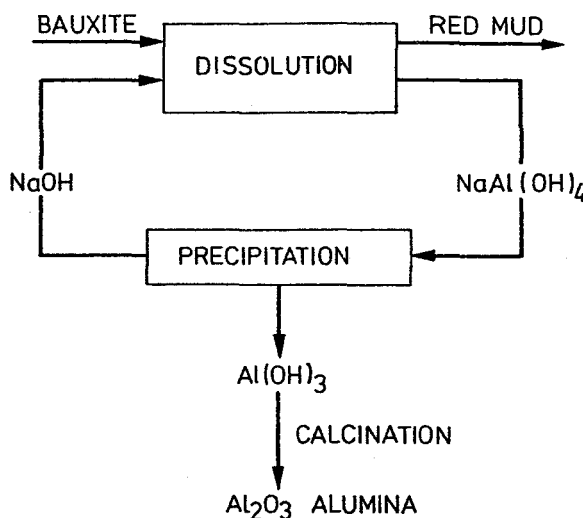 BAUXITE
RED MUD
DISSOLUTION
NaOH
NaAl(OH)₄
PRECIPITATION
Al(OH)₃
CALCINATION
Al₂O₃ ALUMINA